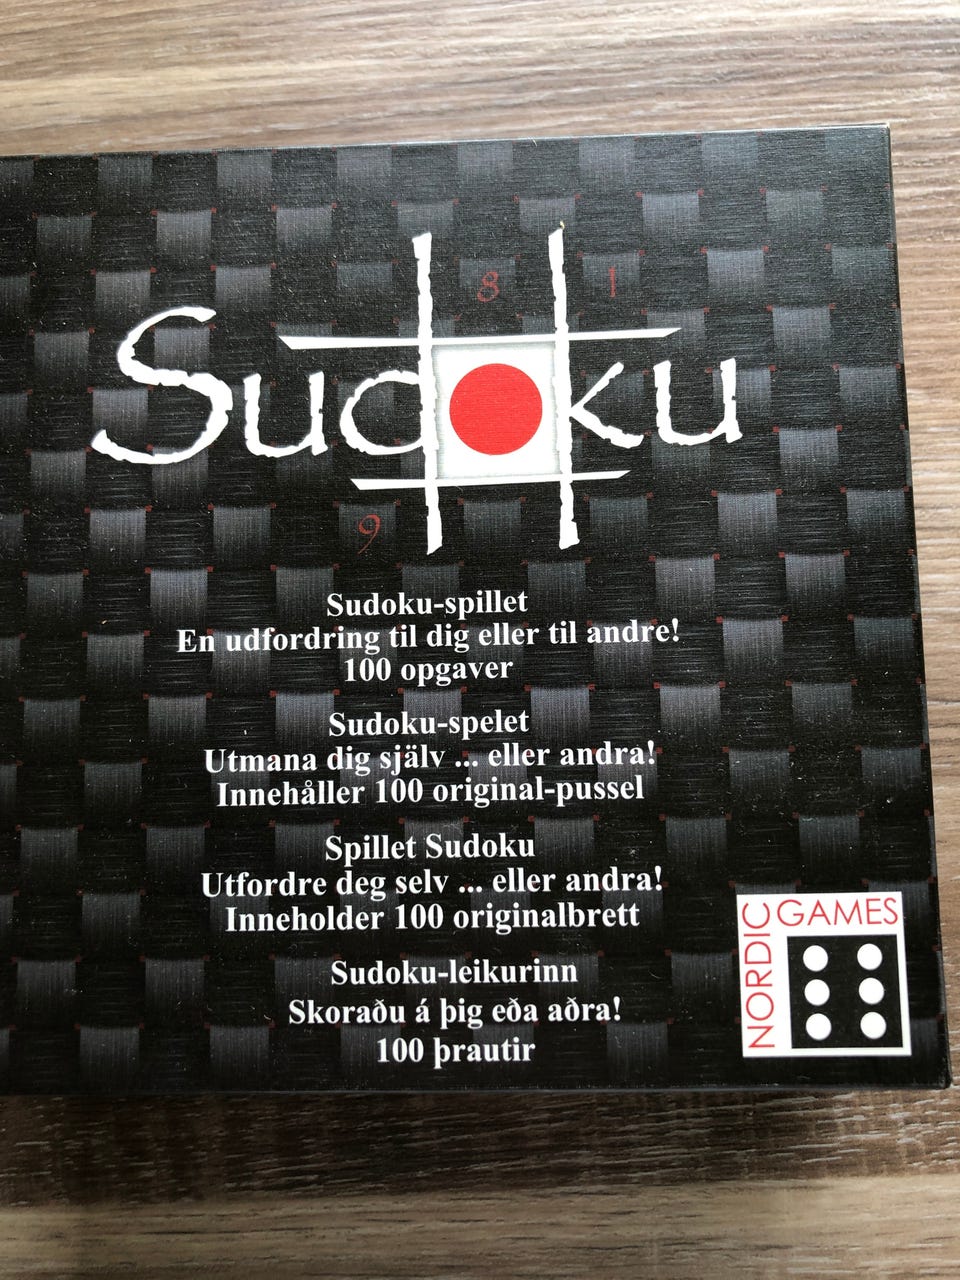 8 1
Sudoku
9
Sudoku-spillet
En udfordring til dig eller til andre!
100 opgaver
Sudoku-spelet
Utmana dig själv ... eller andra!
Innehåller 100 original-pussel
Spillet Sudoku
Utfordre deg selv ... eller andra!
Inneholder 100 originalbrett
Sudoku-leikurinn
Skoraðu á þig eða aðra!
100 þrautir
NORDIC GAMES